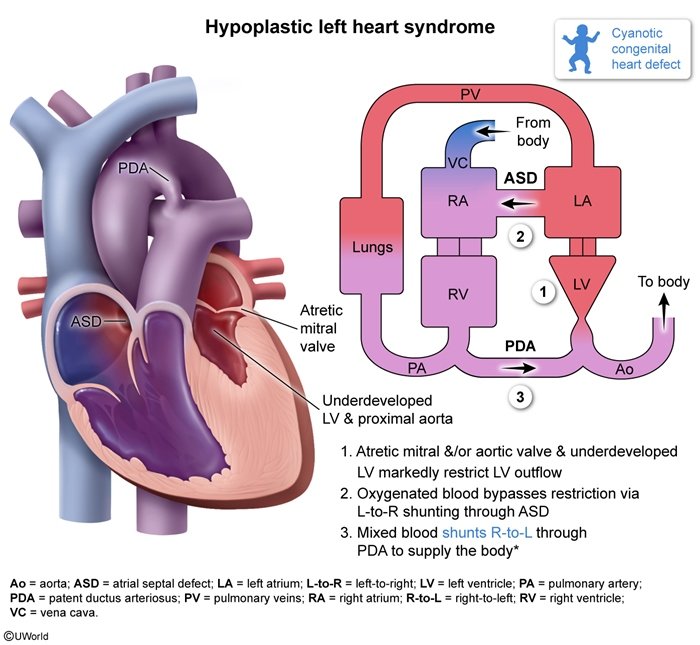 Hypoplastic left heart syndrome
Cyanotic
congenital
heart defect
PDA
ASD
Atretic
mitral
valve
Underdeveloped
LV & proximal aorta
PV
From
body
VC
ASD
RA
LA
2
Lungs
RV
1
LV
To body
PDA
PA
Ao
3
1. Atretic mitral &/or aortic valve & underdeveloped
LV markedly restrict LV outflow
2. Oxygenated blood bypasses restriction via
L-to-R shunting through ASD
3. Mixed blood shunts R-to-L through
PDA to supply the body*
Ao = aorta; ASD = atrial septal defect; LA = left atrium; L-to-R = left-to-right; LV = left ventricle; PA = pulmonary artery;
PDA = patent ductus arteriosus; PV = pulmonary veins; RA = right atrium; R-to-L = right-to-left; RV = right ventricle;
VC = vena cava.
©UWorld